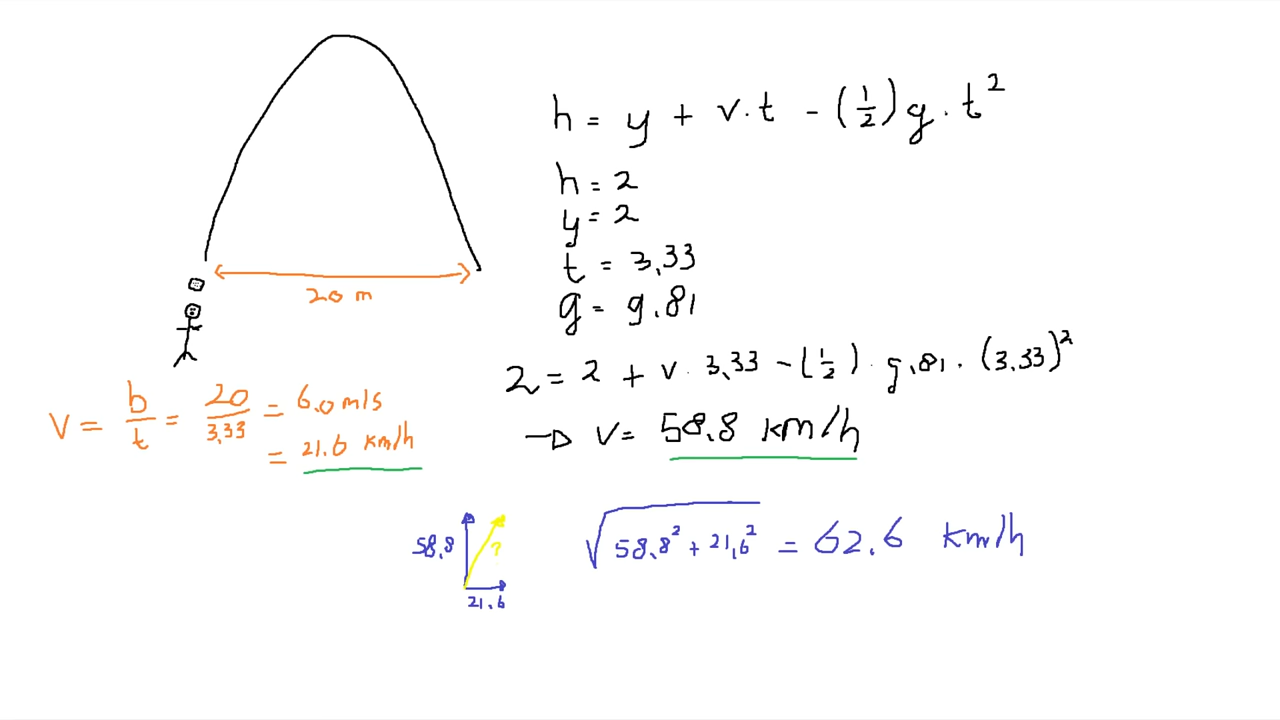 h = y + v·t - (1/2) g·t²
h = 2
y = 2
t = 3,33
g = 9.81
20 m
2 = 2 + v·3,33 - (1/2)·9.81·(3.33)²
→ v = 58.8 km/h
v = b/t = 20/3.33 = 6.0 m/s
= 21.6 km/h
58.8
?
21.6
√58.8² + 21,6² = 62.6 km/h